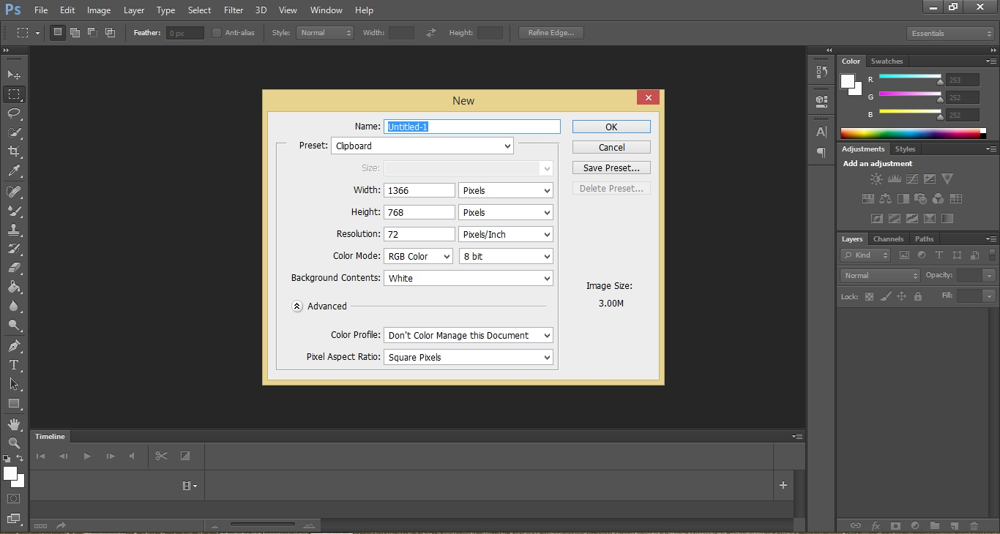 Ps File Edit Image Layer Type Select Filter 3D View Window Help
Feather: 0 px Anti-alias Style: Normal Width: Height: Refine Edge... Essentials
Color Swatches
R 253
G 252
B 252
Adjustments Styles
Add an adjustment
Layers Channels Paths
Kind
Normal Opacity:
Lock: Fill:
New
Name: Untitled-1 OK
Preset: Clipboard Cancel
Size: Save Preset...
Width: 1366 Pixels Delete Preset...
Height: 768 Pixels
Resolution: 72 Pixels/Inch
Color Mode: RGB Color 8 bit
Background Contents: White
Image Size:
3.00M
Advanced
Color Profile: Don't Color Manage this Document
Pixel Aspect Ratio: Square Pixels
Timeline